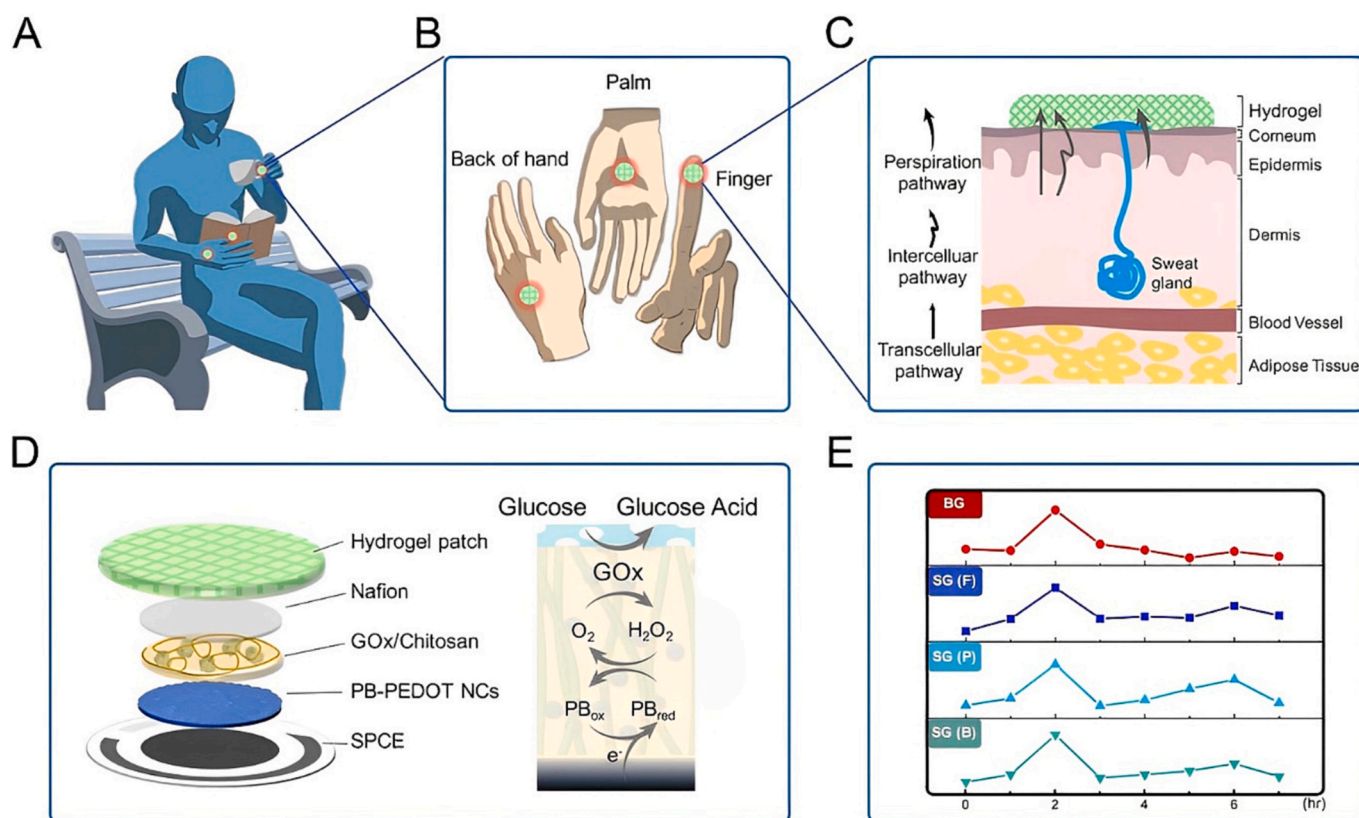 A
B
C
Palm
Back of hand
Finger
Perspiration
pathway
Intercelluar
pathway
Transcellular
pathway
Sweat
gland
Hydrogel
Corneum
Epidermis
Dermis
Blood Vessel
Adipose Tissue
D
Hydrogel patch
Nafion
GOx/Chitosan
PB-PEDOT NCs
SPCE
Glucose Glucose Acid
GOx
O₂ H₂O₂
PBox PBred
e⁻
E
BG
SG (F)
SG (P)
SG (B)
0 2 4 6 (hr)